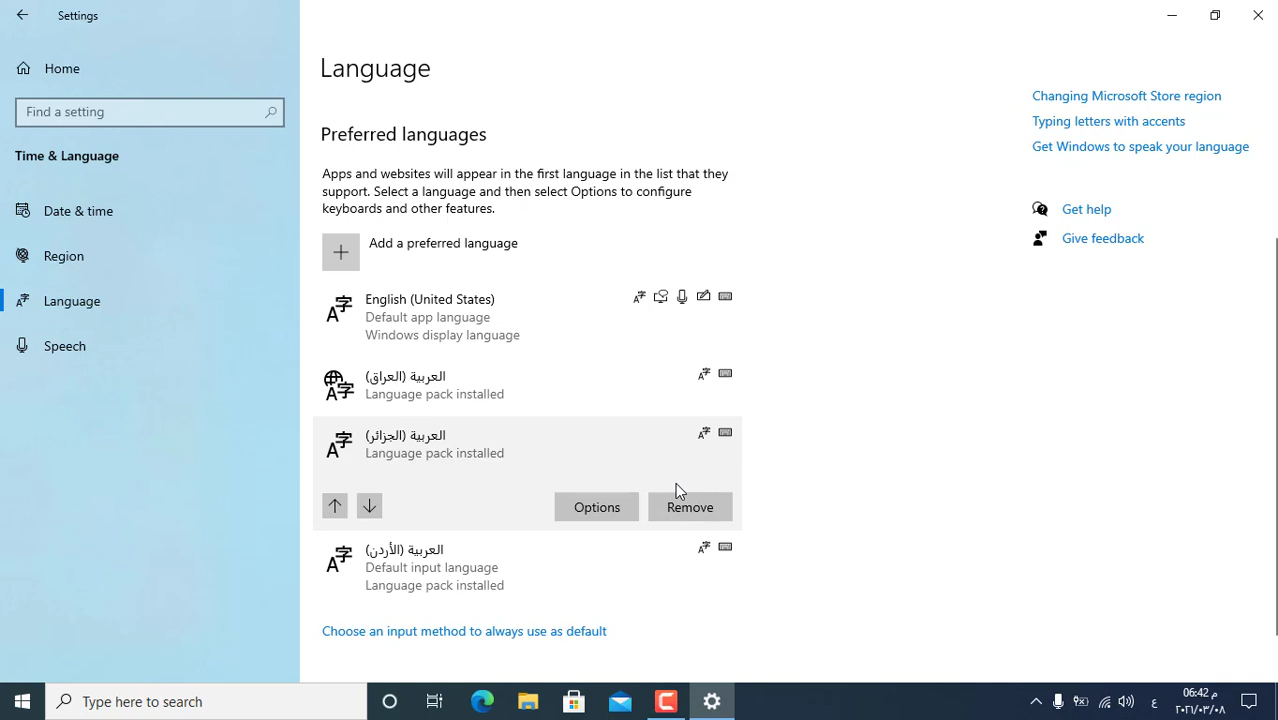 Settings
Home
Find a setting
Time & Language
Date & time
Region
Language
Speech
Language
Preferred languages
Apps and websites will appear in the first language in the list that they
support. Select a language and then select Options to configure
keyboards and other features.
Add a preferred language
English (United States)
Default app language
Windows display language
العربية (العراق)
Language pack installed
العربية (الجزائر)
Language pack installed
Options
Remove
العربية (الأردن)
Default input language
Language pack installed
Choose an input method to always use as default
Changing Microsoft Store region
Typing letters with accents
Get Windows to speak your language
Get help
Give feedback
Type here to search
ع
06:42 م
٢٠٢١/٠٣/٠٨